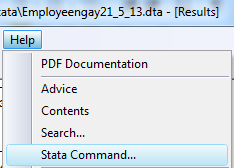 tata\Employeengay21_5_13.dta - [Results]
Help
PDF Documentation
Advice
Contents
Search...
Stata Command...